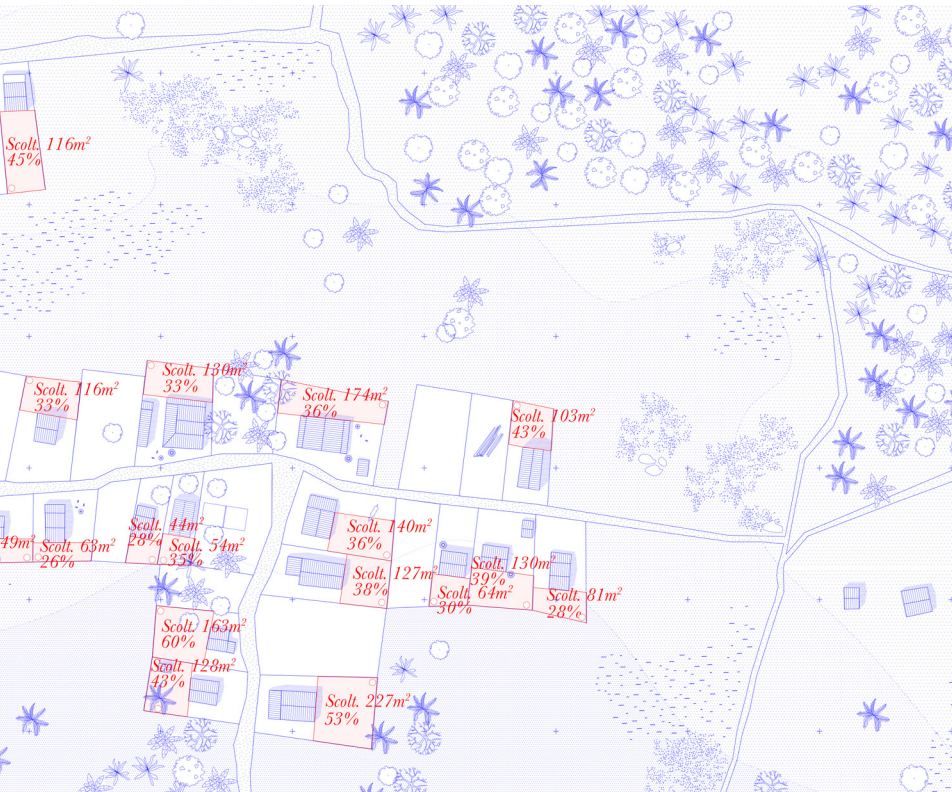 Scolt. 116m²
45%
Scolt. 116m²
33%
Scolt. 130m²
33%
Scolt. 174m²
36%
Scolt. 103m²
43%
49m²
Scolt. 63m²
26%
Scolt. 44m²
28%
Scolt. 54m²
35%
Scolt. 140m²
36%
Scolt. 127m²
38%
Scolt. 130m²
39%
Scolt. 64m²
30%
Scolt. 81m²
28%
Scolt. 163m²
60%
Scolt. 128m²
43%
Scolt. 227m²
53%